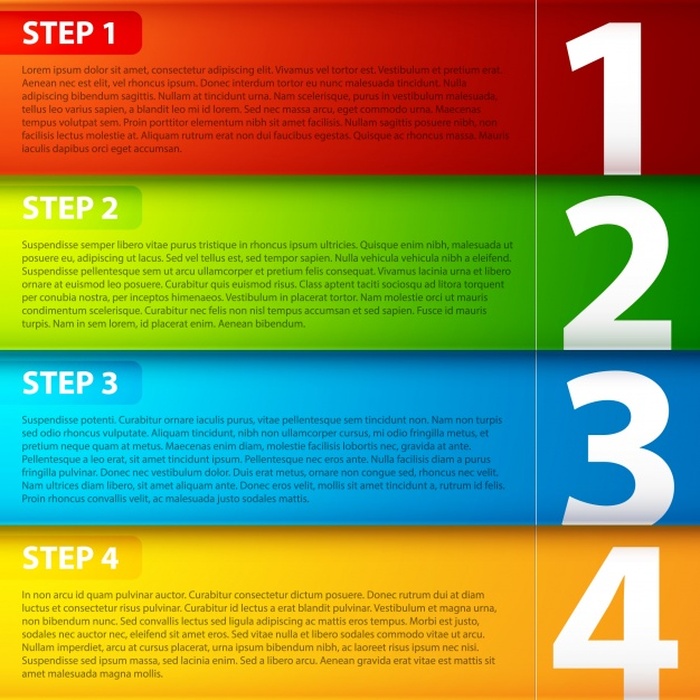 STEP 1
Lorem ipsum dolor sit amet, consectetur adipiscing elit. Vivamus vel tortor est. Vestibulum et pretium erat.
Aenean nec est elit, vel rhoncus ipsum. Donec interdum tortor eu nunc malesuada tincidunt. Nulla
adipiscing bibendum sagittis. Nullam at tincidunt urna. Nam scelerisque, purus in vestibulum malesuada,
tellus leo varius sapien, a blandit leo mi id lorem. Sed nec massa arcu, eget commodo urna. Maecenas
tempus volutpat sem. Proin porttitor elementum nibh sit amet facilisis. Nullam sagittis posuere nibh, non
facilisis lectus molestie at. Aliquam rutrum erat non dui faucibus egestas. Quisque ac rhoncus massa. Mauris
iaculis dapibus orci eget accumsan.
1
STEP 2
Suspendisse semper libero vitae purus tristique in rhoncus ipsum ultricies. Quisque enim nibh, malesuada ut
posuere eu, adipiscing ut lacus. Sed vel tellus est, sed tempor sapien. Nulla vehicula vehicula nibh a eleifend.
Suspendisse pellentesque sem ut arcu ullamcorper et pretium felis consequat. Vivamus lacinia urna et libero
ornare at euismod leo posuere. Curabitur quis euismod risus. Class aptent taciti sociosqu ad litora torquent
per conubia nostra, per inceptos himenaeos. Vestibulum in placerat tortor. Nam molestie orci ut mauris
condimentum scelerisque. Curabitur nec felis non nisl tempus accumsan et sed sapien. Fusce id mauris
turpis. Nam in sem lorem, id placerat enim. Aenean bibendum.
2
STEP 3
Suspendisse potenti. Curabitur ornare iaculis purus, vitae pellentesque sem tincidunt non. Nam non turpis
sed odio rhoncus vulputate. Aliquam tincidunt, nibh non ullamcorper cursus, mi odio fringilla metus, et
pretium neque quam at metus. Maecenas enim diam, molestie facilisis lobortis nec, gravida at ante.
Pellentesque a leo erat, sit amet tincidunt ipsum. Pellentesque nec eros ante. Nulla facilisis diam a purus
fringilla pulvinar. Donec nec vestibulum dolor. Duis erat metus, ornare non congue sed, rhoncus nec velit.
Nam ultrices diam libero, sit amet aliquam ante. Donec eros velit, mollis sit amet tincidunt a, pulvinar id felis.
Proin rhoncus convallis velit, ac malesuada justo sodales mattis.
3
STEP 4
In non arcu id quam pulvinar auctor. Curabitur consectetur dictum posuere. Donec rutrum dui at diam
luctus et consectetur risus pulvinar. Curabitur id lectus a erat blandit pulvinar. Vestibulum et magna urna,
non bibendum nunc. Sed convallis lectus sed ligula adipiscing ac mattis eros tempus. Morbi est justo,
sodales nec auctor nec, eleifend sit amet eros. Sed vitae nulla et libero sodales commodo vitae ut arcu.
Nullam imperdiet, arcu at cursus placerat, urna ipsum bibendum nibh, ac laoreet risus ipsum nec nisi.
Suspendisse sed ipsum massa, sed lacinia enim. Sed a libero arcu. Aenean gravida erat vitae est mattis sit
amet magna mollis.
4